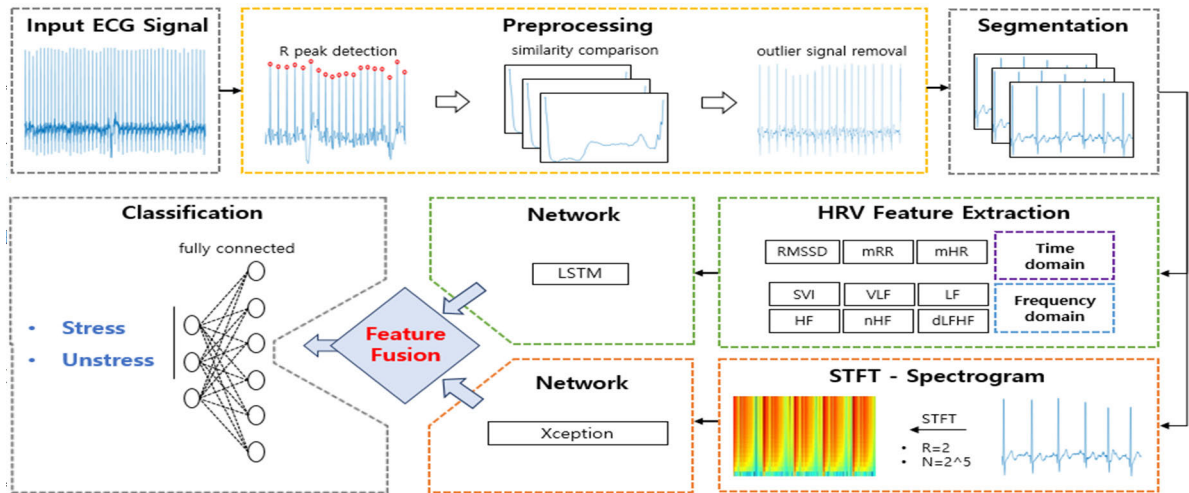 Input ECG Signal
Preprocessing
R peak detection
similarity comparison
outlier signal removal
Segmentation
Classification
fully connected
• Stress
• Unstress
Feature
Fusion
Network
LSTM
Network
Xception
HRV Feature Extraction
RMSSD mRR mHR
Time
domain
SVI VLF LF
HF nHF dLFHF
Frequency
domain
STFT - Spectrogram
STFT
• R=2
• N=2^5